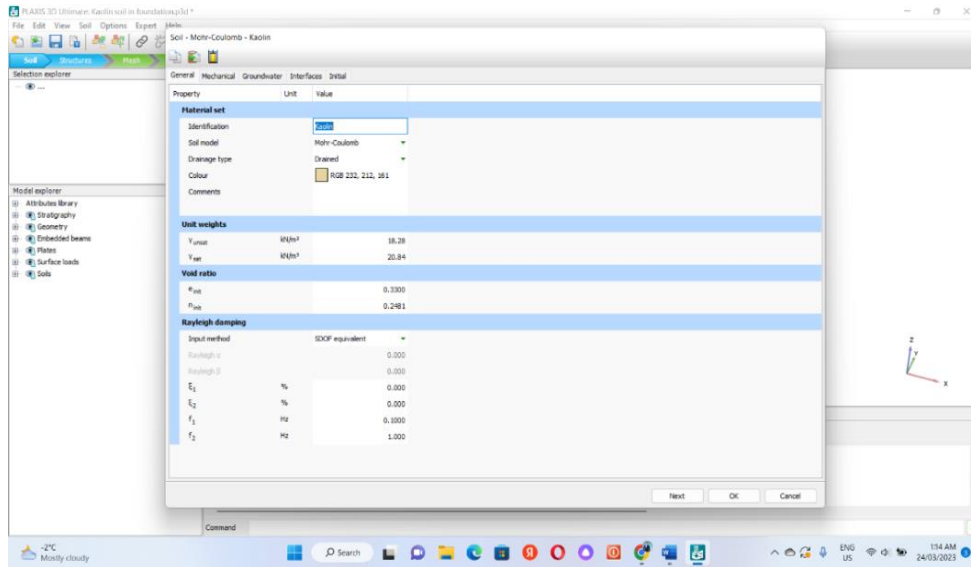 PLAXIS 3D Ultimate: Kaolin soil in foundation.p3d *
File Edit View Soil Options Expert Help
Soil Structures Mesh
Selection explorer
...
Model explorer
Attributes library
Stratigraphy
Geometry
Embedded beams
Plates
Surface loads
Soils
Soil - Mohr-Coulomb - Kaolin
General Mechanical Groundwater Interfaces Initial
Property Unit Value
Material set
Identification Kaolin
Soil model Mohr-Coulomb
Drainage type Drained
Colour RGB 232, 212, 161
Comments
Unit weights
γunsat kN/m³ 18.28
γsat kN/m³ 20.84
Void ratio
einit 0.3300
ninit 0.2481
Rayleigh damping
Input method SDOF equivalent
Rayleigh α 0.000
Rayleigh β 0.000
ξ1 % 0.000
ξ2 % 0.000
f1 Hz 0.1000
f2 Hz 1.000
Next OK Cancel
z
y
x
Command
-2°C
Mostly cloudy
Search
ENG
US
1:14 AM
24/03/2023